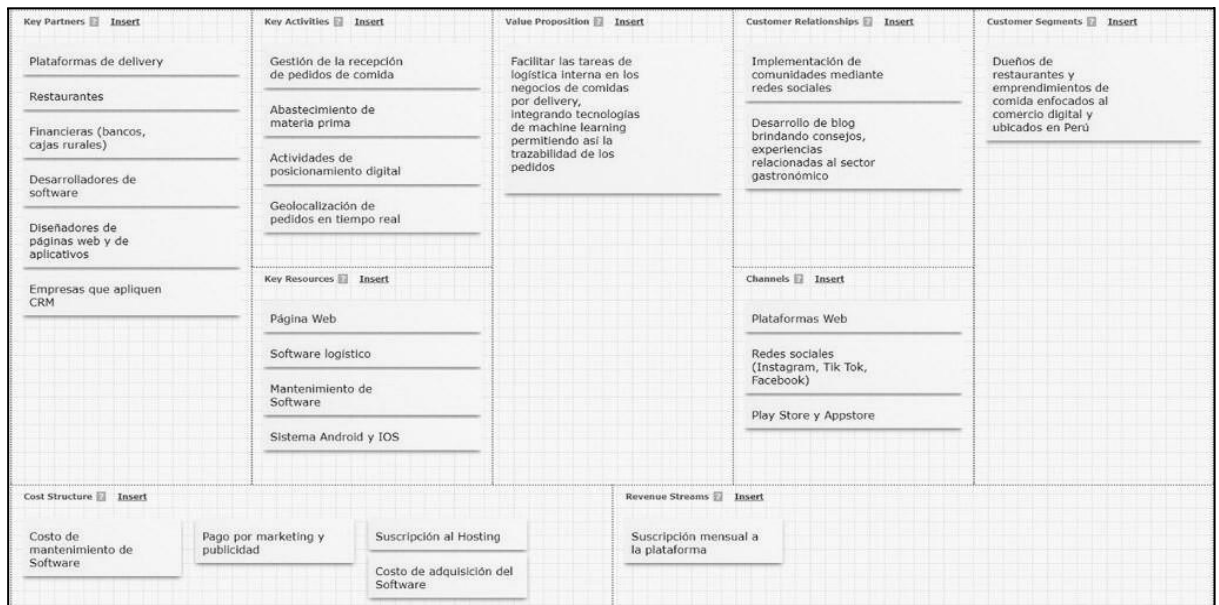 Key Partners ? Insert
Plataformas de delivery
Restaurantes
Financieras (bancos,
cajas rurales)
Desarrolladores de
software
Diseñadores de
páginas web y de
aplicativos
Empresas que apliquen
CRM
Key Activities ? Insert
Gestión de la recepción
de pedidos de comida
Abastecimiento de
materia prima
Actividades de
posicionamiento digital
Geolocalización de
pedidos en tiempo real
Key Resources ? Insert
Página Web
Software logístico
Mantenimiento de
Software
Sistema Android y IOS
Value Proposition ? Insert
Facilitar las tareas de
logística interna en los
negocios de comidas
por delivery,
integrando tecnologías
de machine learning
permitiendo así la
trazabilidad de los
pedidos
Customer Relationships ? Insert
Implementación de
comunidades mediante
redes sociales
Desarrollo de blog
brindando consejos,
experiencias
relacionadas al sector
gastronómico
Channels ? Insert
Plataformas Web
Redes sociales
(Instagram, Tik Tok,
Facebook)
Play Store y Appstore
Customer Segments ? Insert
Dueños de
restaurantes y
emprendimientos de
comida enfocados al
comercio digital y
ubicados en Perú
Cost Structure ? Insert
Costo de
mantenimiento de
Software
Pago por marketing y
publicidad
Suscripción al Hosting
Costo de adquisición del
Software
Revenue Streams ? Insert
Suscripción mensual a
la plataforma